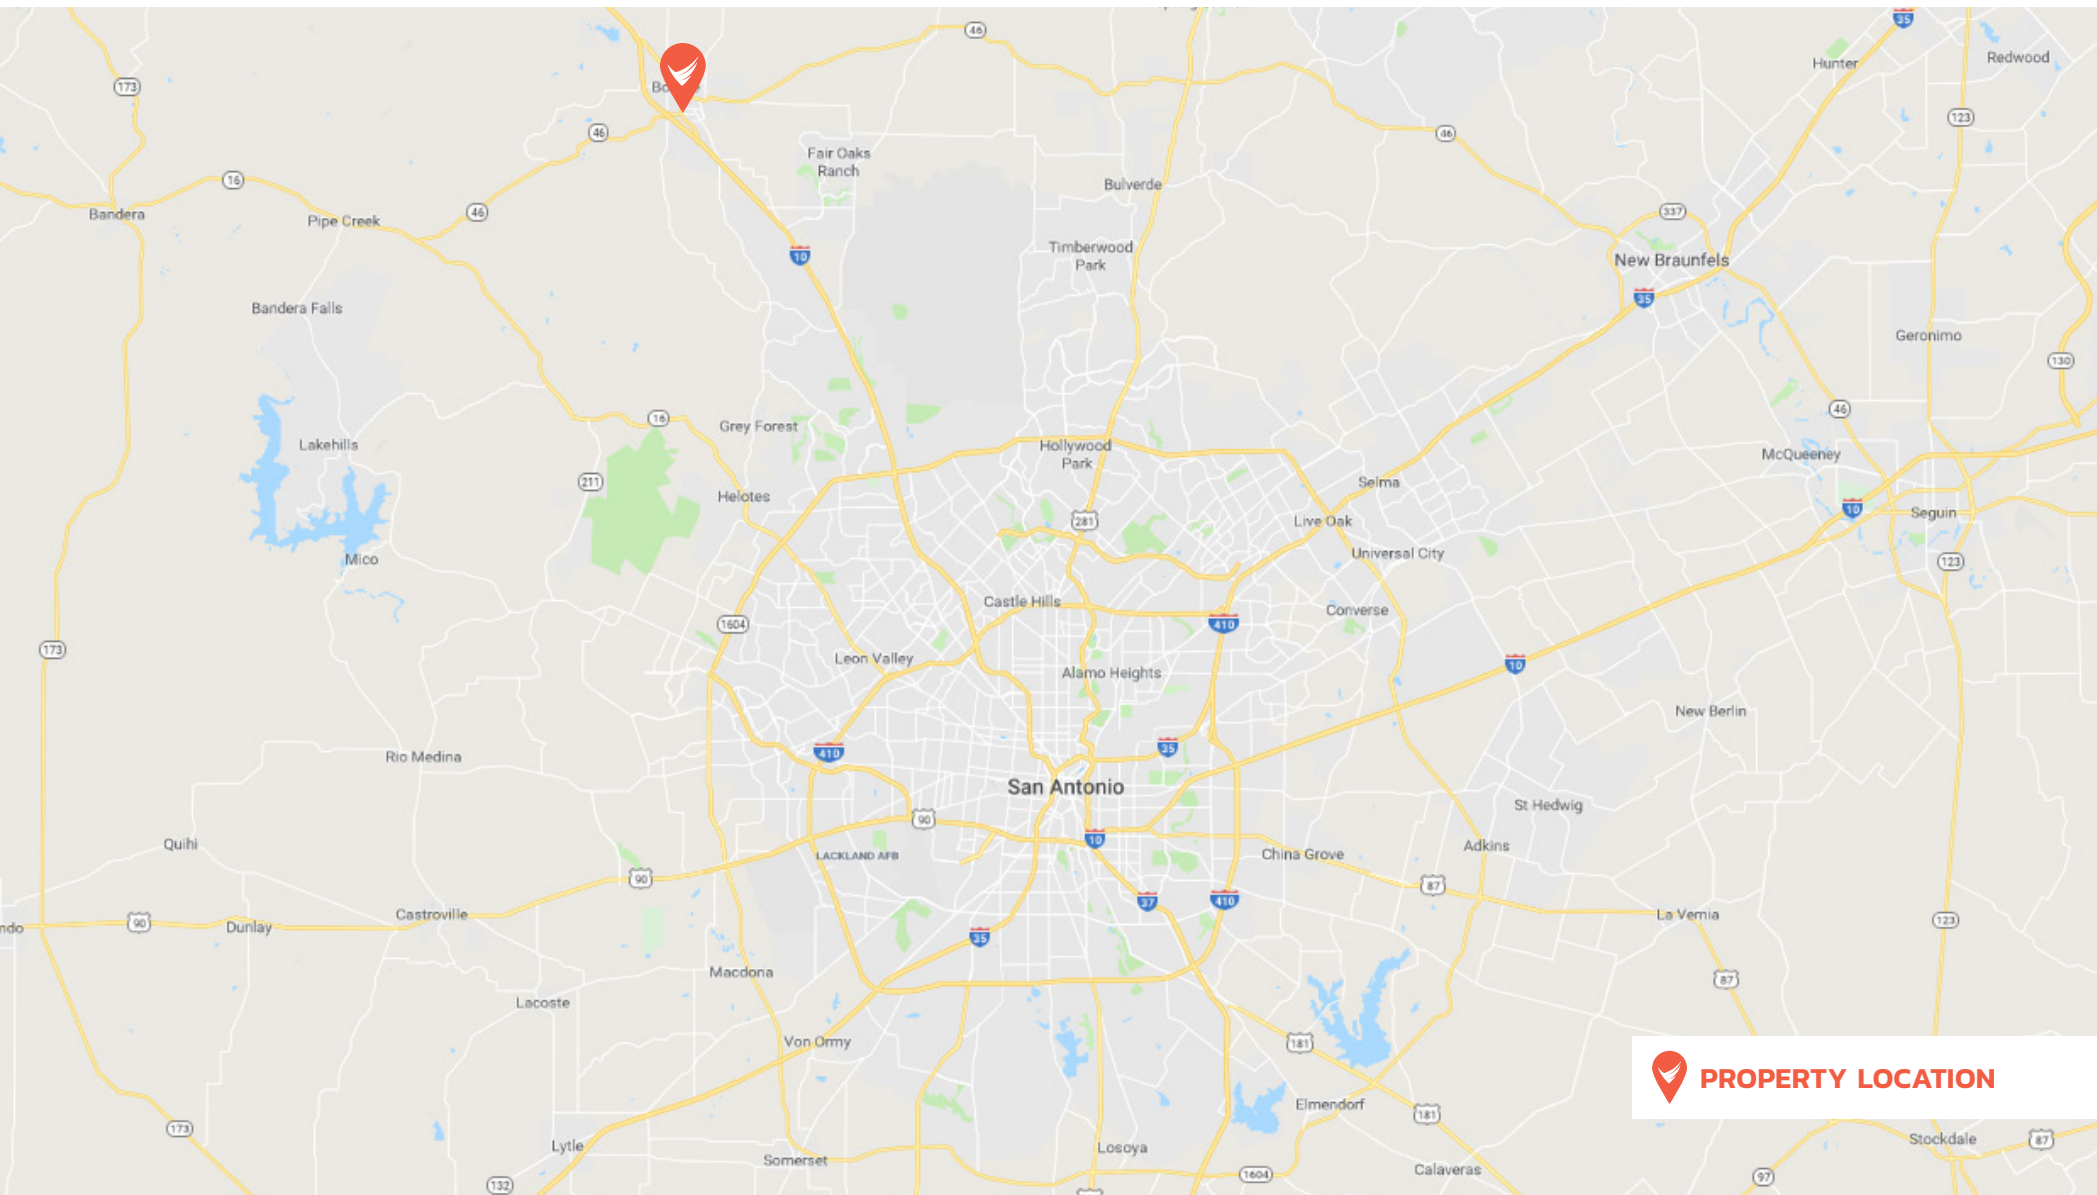 35
46
Redwood
Hunter
173
123
46
46
Fair Oaks
Ranch
16
Bulverde
46
337
Bandera
Pipe Creek
10
Timberwood
Park
New Braunfels
35
Bandera Falls
Geronimo
130
46
16
Grey Forest
Lakehills
Hollywood
Park
McQueeney
211
Selma
Helotes
10
Seguin
281
Live Oak
Universal City
Mico
123
Castle Hills
Converse
1604
410
173
Leon Valley
Alamo Heights
10
New Berlin
Rio Medina
410
35
San Antonio
St Hedwig
90
10
Quihi
LACKLAND AFB
China Grove
Adkins
90
87
37
410
Castroville
La Vernia
90
Dunlay
ndo
123
35
Macdona
87
Lacoste
Von Ormy
181
PROPERTY LOCATION
Elmendorf
181
173
Lytle
Losoya
Stockdale
87
Somerset
Calaveras
1604
97
132